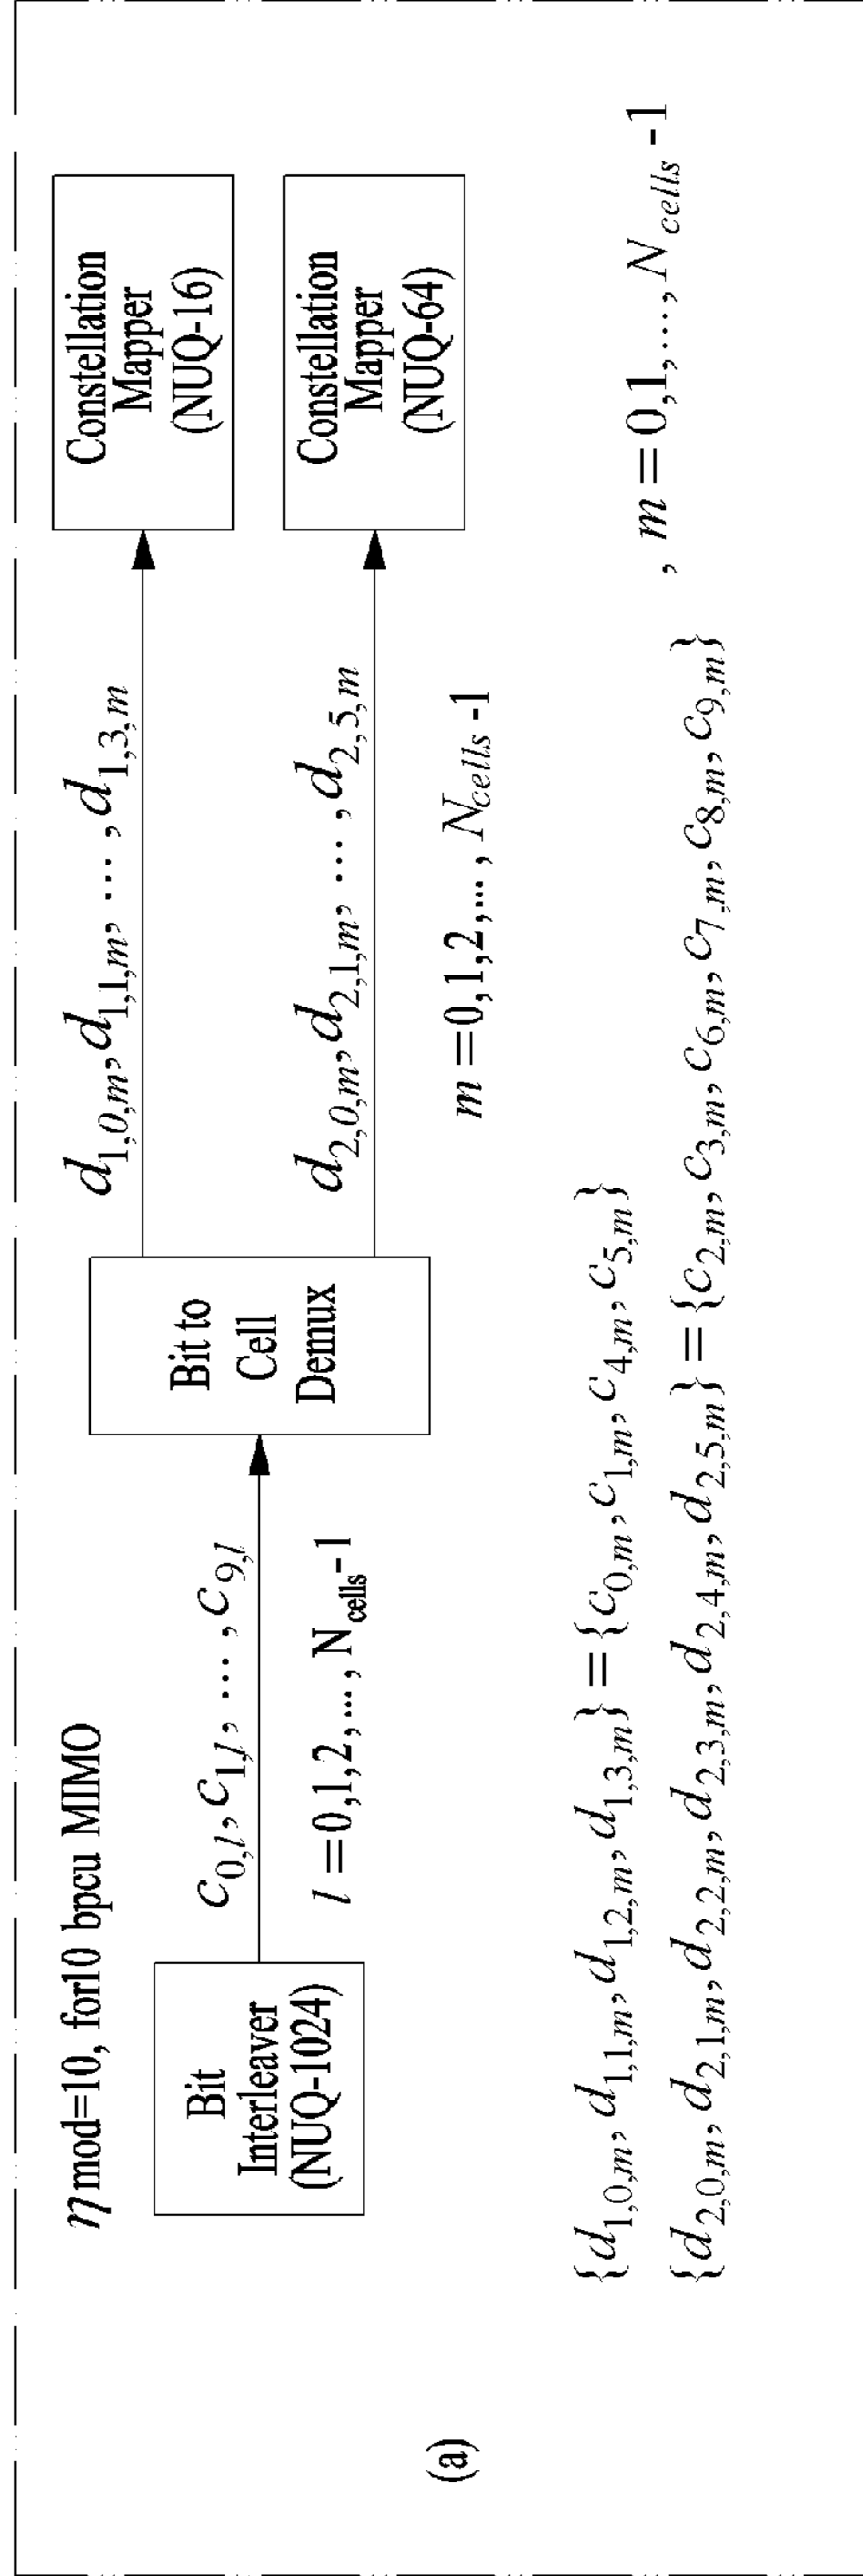 ηmod=10, for10 bpcu MIMO
Bit
Interleaver
(NUQ-1024)
c0,l, c1,l, ..., c9,l
l =0,1,2,..., Ncells-1
Bit to
Cell
Demux
d1,0,m, d1,1,m, ..., d1,3,m
d2,0,m, d2,1,m, ..., d2,5,m
m =0,1,2,..., Ncells -1
Constellation
Mapper
(NUQ-16)
Constellation
Mapper
(NUQ-64)
(a)
{d1,0,m, d1,1,m, d1,2,m, d1,3,m} = {c0,m, c1,m, c4,m, c5,m}
{d2,0,m, d2,1,m, d2,2,m, d2,3,m, d2,4,m, d2,5,m} = {c2,m, c3,m, c6,m, c7,m, c8,m, c9,m}
, m = 0,1,..., Ncells -1